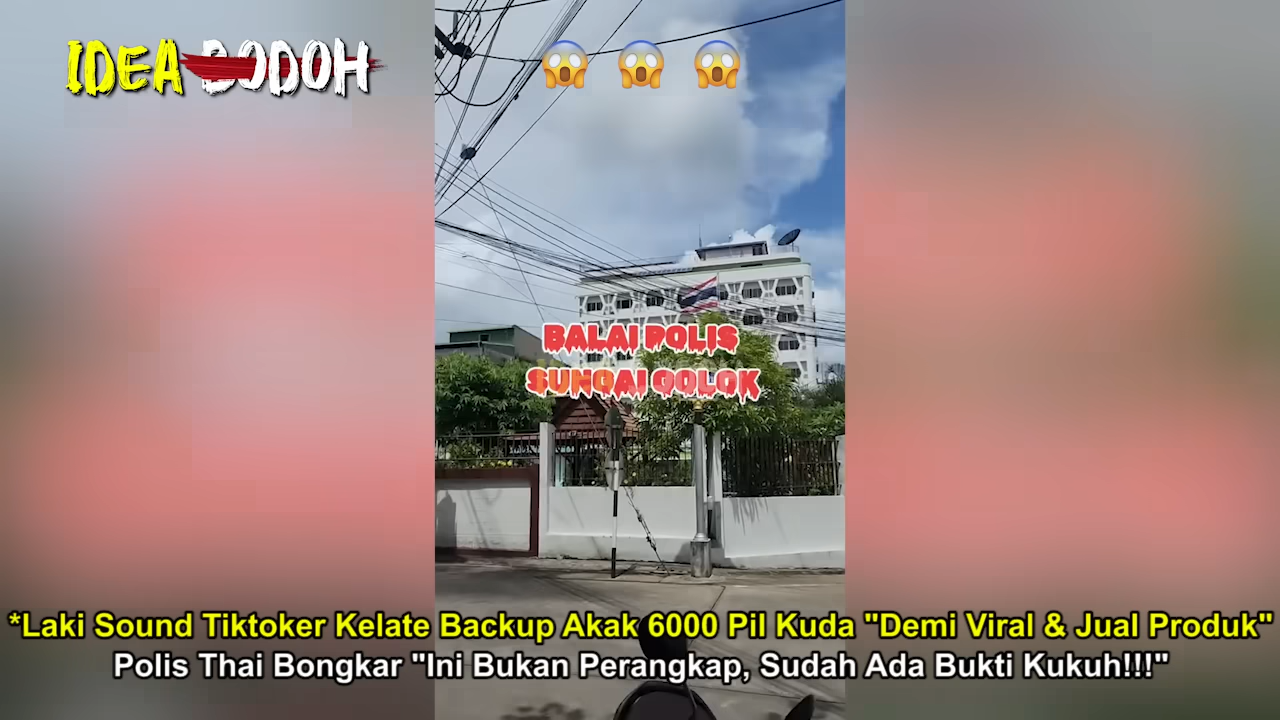 IDEA BODOH
BALAI POLIS
SUNGAI GOLOK
*Laki Sound Tiktoker Kelate Backup Akak 6000 Pil Kuda "Demi Viral & Jual Produk"
Polis Thai Bongkar "Ini Bukan Perangkap, Sudah Ada Bukti Kukuh!!!"